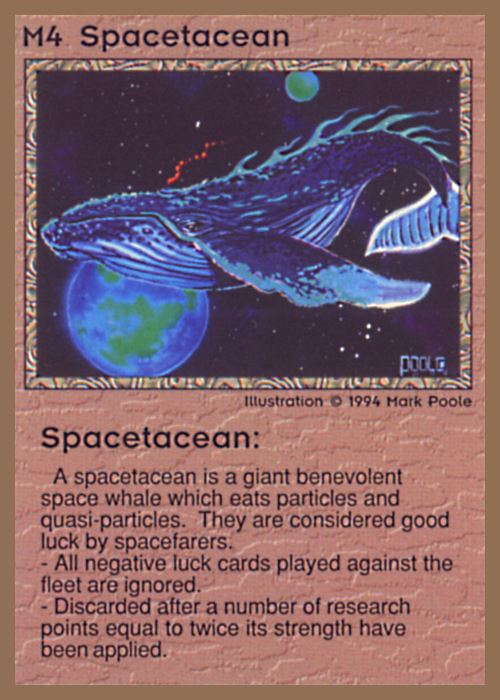 M4 Spacetacean
POOLE
Illustration © 1994 Mark Poole
Spacetacean:
A spacetacean is a giant benevolent
space whale which eats particles and
quasi-particles. They are considered good
luck by spacefarers.
- All negative luck cards played against the
fleet are ignored.
- Discarded after a number of research
points equal to twice its strength have
been applied.